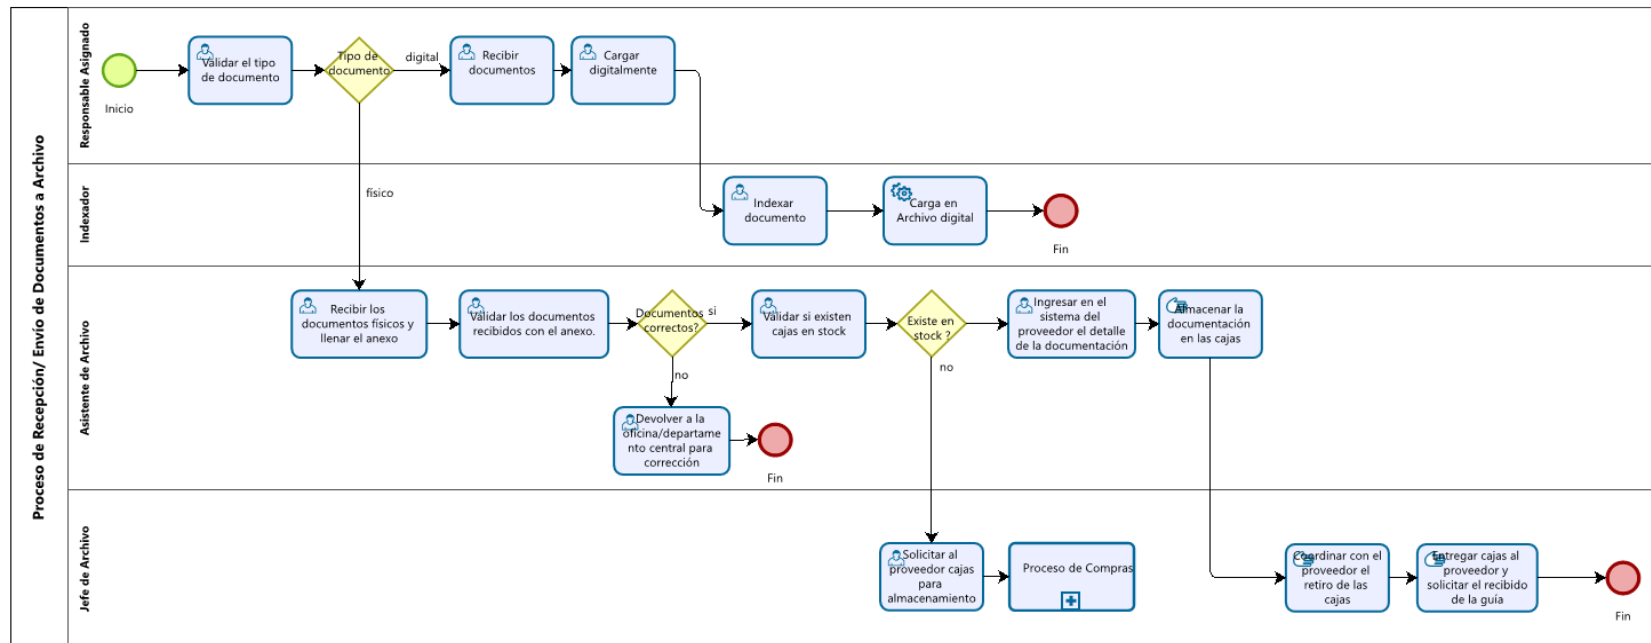 Proceso de Recepción/ Envío de Documentos a Archivo
Responsable Asignado
Inicio
Validar el tipo
de documento
Tipo de
documento
digital
Recibir
documentos
Cargar
digitalmente
físico
Indexador
Indexar
documento
Carga en
Archivo digital
Fin
Asistente de Archivo
Recibir los
documentos físicos y
llenar el anexo
Validar los documentos
recibidos con el anexo.
Documentos
correctos?
si
no
Validar si existen
cajas en stock
Existe en
stock ?
no
Ingresar en el
sistema del
proveedor el detalle
de la documentación
Almacenar la
documentación
en las cajas
Devolver a la
oficina/departame
nto central para
corrección
Fin
Jefe de Archivo
Solicitar al
proveedor cajas
para
almacenamiento
Proceso de Compras
Coordinar con el
proveedor el
retiro de las
cajas
Entregar cajas al
proveedor y
solicitar el recibido
de la guía
Fin